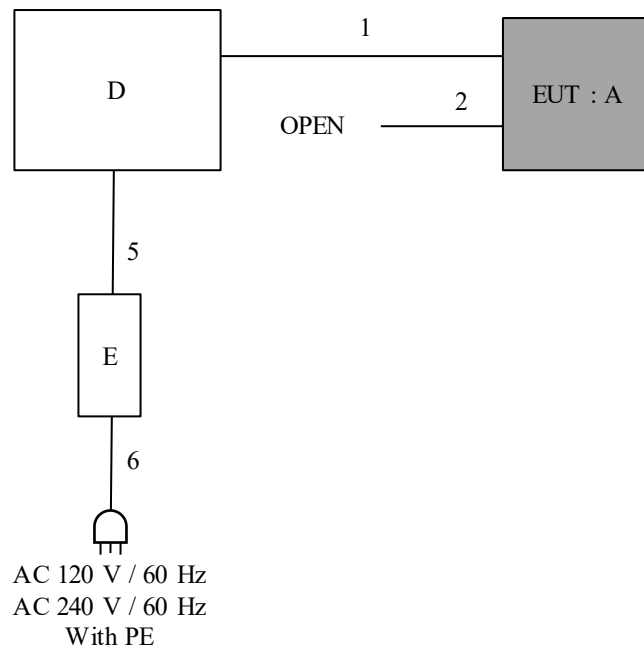 1
D
EUT : A
2
OPEN
5
E
6
AC 120 V / 60 Hz
AC 240 V / 60 Hz
With PE